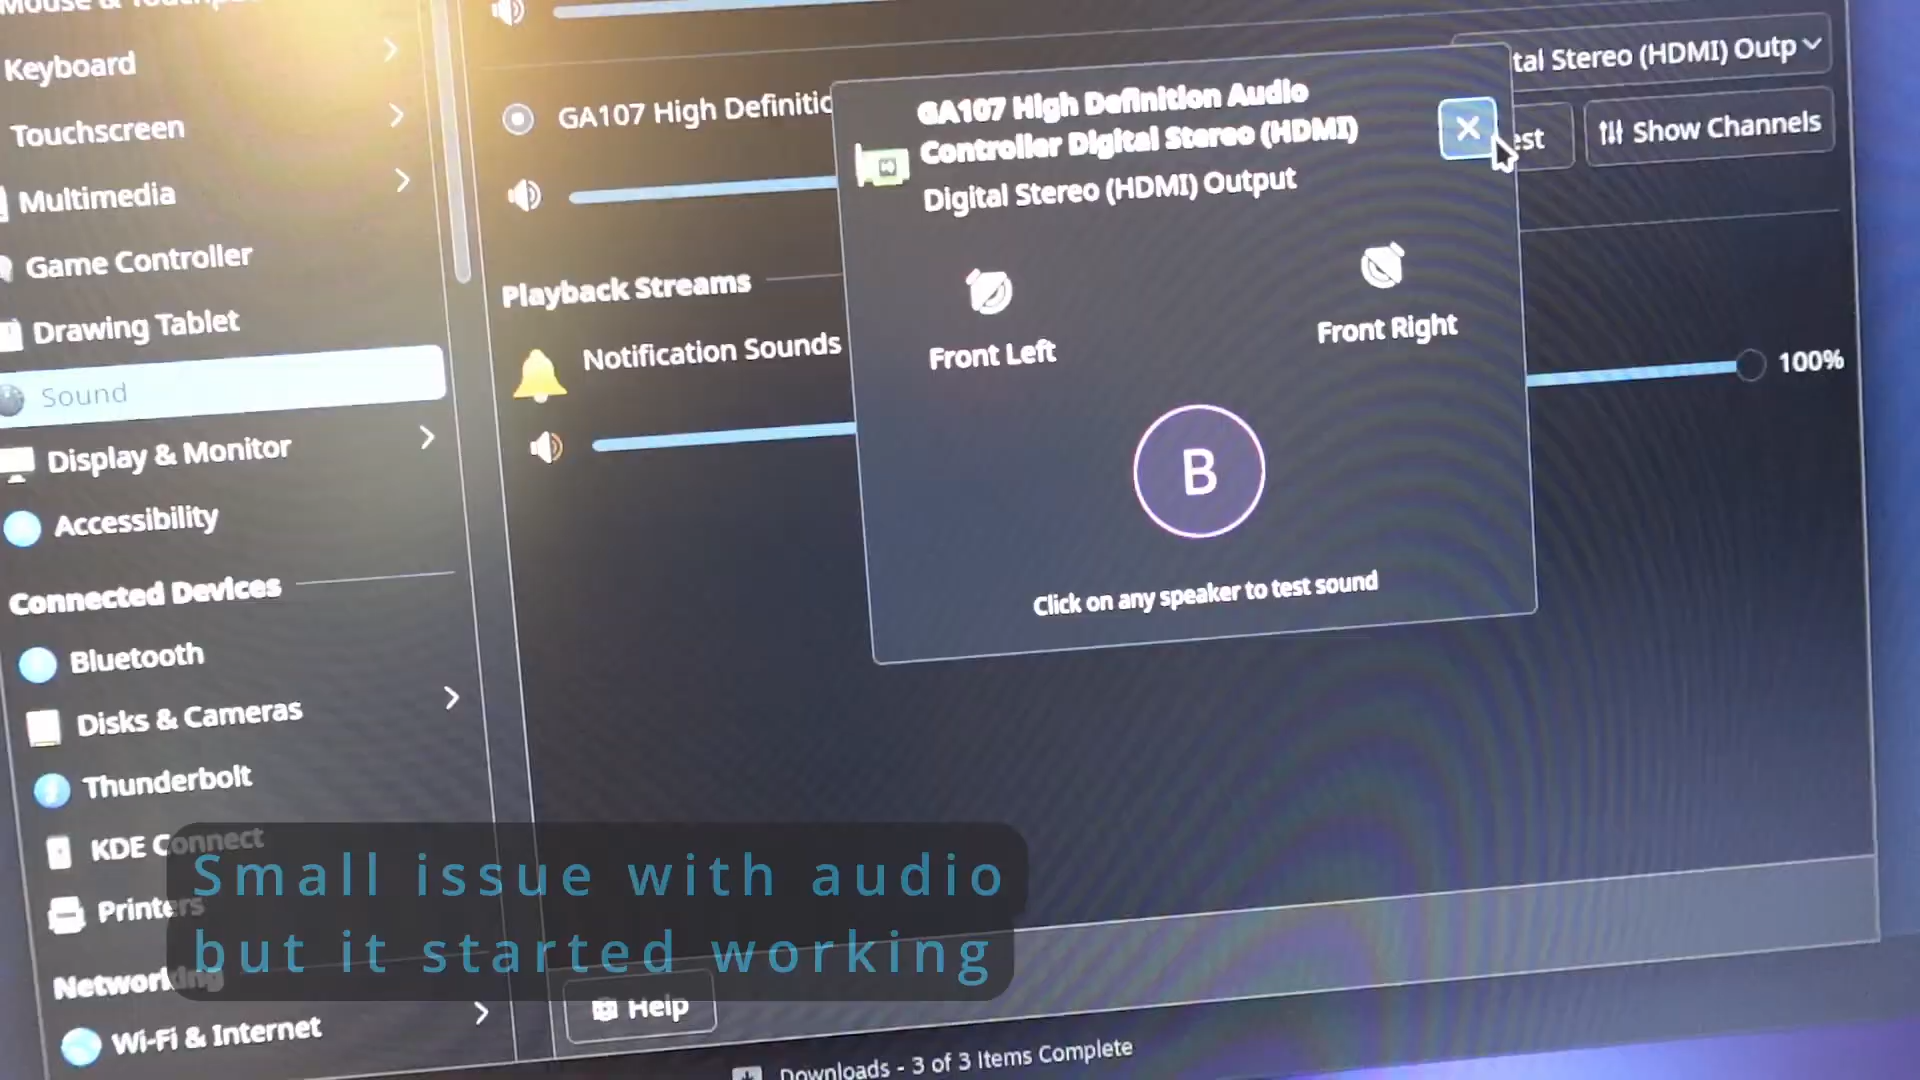 Keyboard
Touchscreen
Multimedia
Game Controller
Drawing Tablet
Sound
Display & Monitor
Accessibility
Connected Devices
Bluetooth
Disks & Cameras
Thunderbolt
KDE Connect
Printers
Networking
Wi-Fi & Internet
GA107 High Definitic
Playback Streams
Notification Sounds
100%
tal Stereo (HDMI) Outp
est
Show Channels
GA107 High Definition Audio
Controller Digital Stereo (HDMI)
Digital Stereo (HDMI) Output
Front Left
Front Right
B
Click on any speaker to test sound
Help
Downloads - 3 of 3 Items Complete
Small issue with audio
but it started working